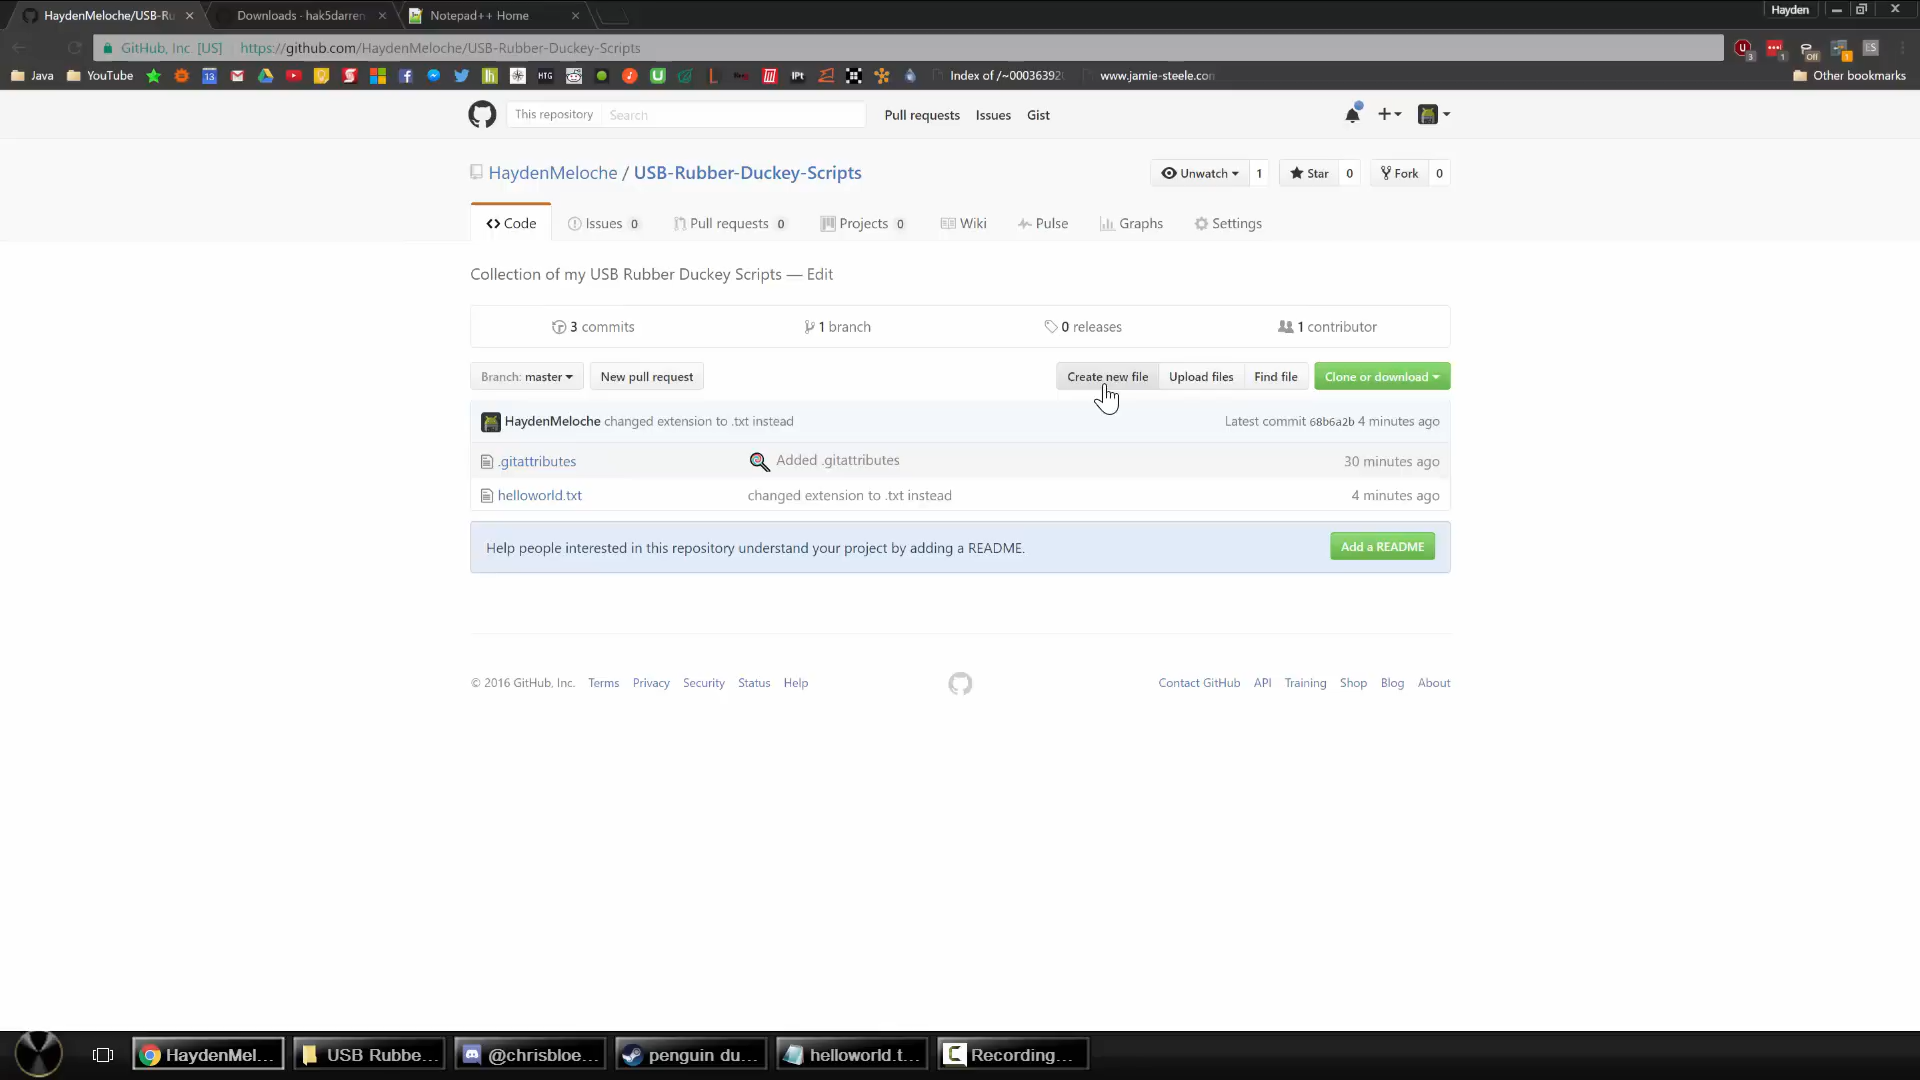 HaydenMeloche/USB-Ru
Downloads - hak5darren
Notepad++ Home
Hayden
GitHub, Inc. [US]
https://github.com/HaydenMeloche/USB-Rubber-Duckey-Scripts
Java
YouTube
Index of /~00036392
www.jamie-steele.com
Other bookmarks
This repository
Search
Pull requests
Issues
Gist
HaydenMeloche / USB-Rubber-Duckey-Scripts
Unwatch 1
Star 0
Fork 0
Code
Issues 0
Pull requests 0
Projects 0
Wiki
Pulse
Graphs
Settings
Collection of my USB Rubber Duckey Scripts — Edit
3 commits
1 branch
0 releases
1 contributor
Branch: master
New pull request
Create new file
Upload files
Find file
Clone or download
HaydenMeloche changed extension to .txt instead
Latest commit 68b6a2b 4 minutes ago
.gitattributes
Added .gitattributes
30 minutes ago
helloworld.txt
changed extension to .txt instead
4 minutes ago
Help people interested in this repository understand your project by adding a README.
Add a README
© 2016 GitHub, Inc.
Terms
Privacy
Security
Status
Help
Contact GitHub
API
Training
Shop
Blog
About
HaydenMel...
USB Rubbe...
@chrisbloe...
penguin du...
helloworld.t...
Recording...